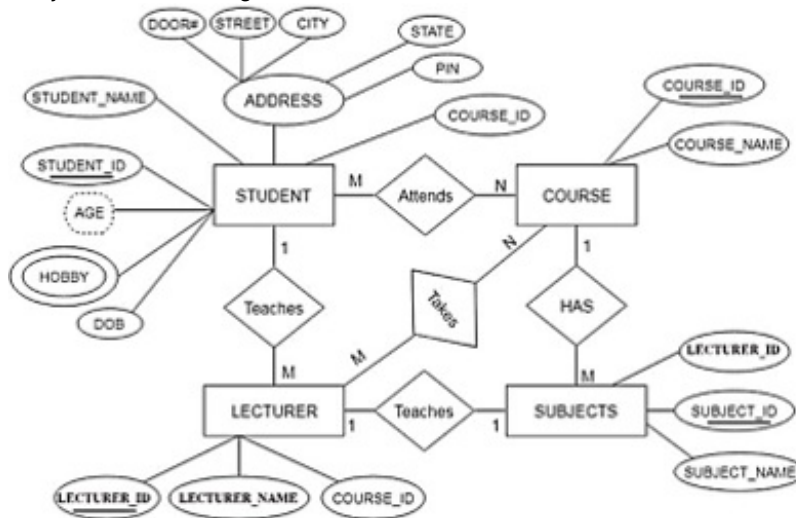 DOOR#
STREET
CITY
STATE
PIN
ADDRESS
STUDENT_NAME
COURSE_ID
COURSE_ID
STUDENT_ID
COURSE_NAME
STUDENT
M
Attends
N
COURSE
AGE
HOBBY
DOB
1
N
1
Teaches
Takes
HAS
M
M
M
LECTURER_ID
LECTURER
1
Teaches
1
SUBJECTS
SUBJECT_ID
SUBJECT_NAME
LECTURER_ID
LECTURER_NAME
COURSE_ID